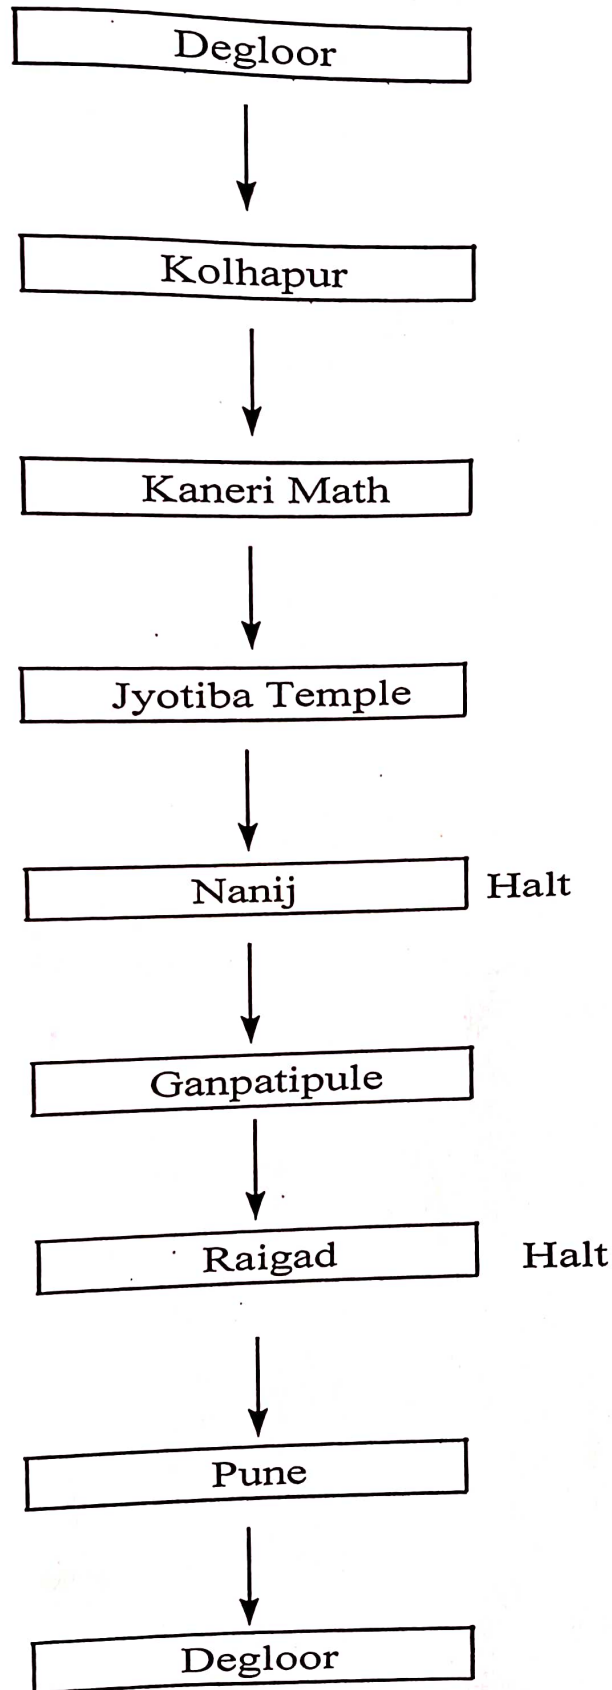 Degloor
Kolhapur
Kaneri Math
Jyotiba Temple
Nanij Halt
Ganpatipule
Raigad Halt
Pune
Degloor